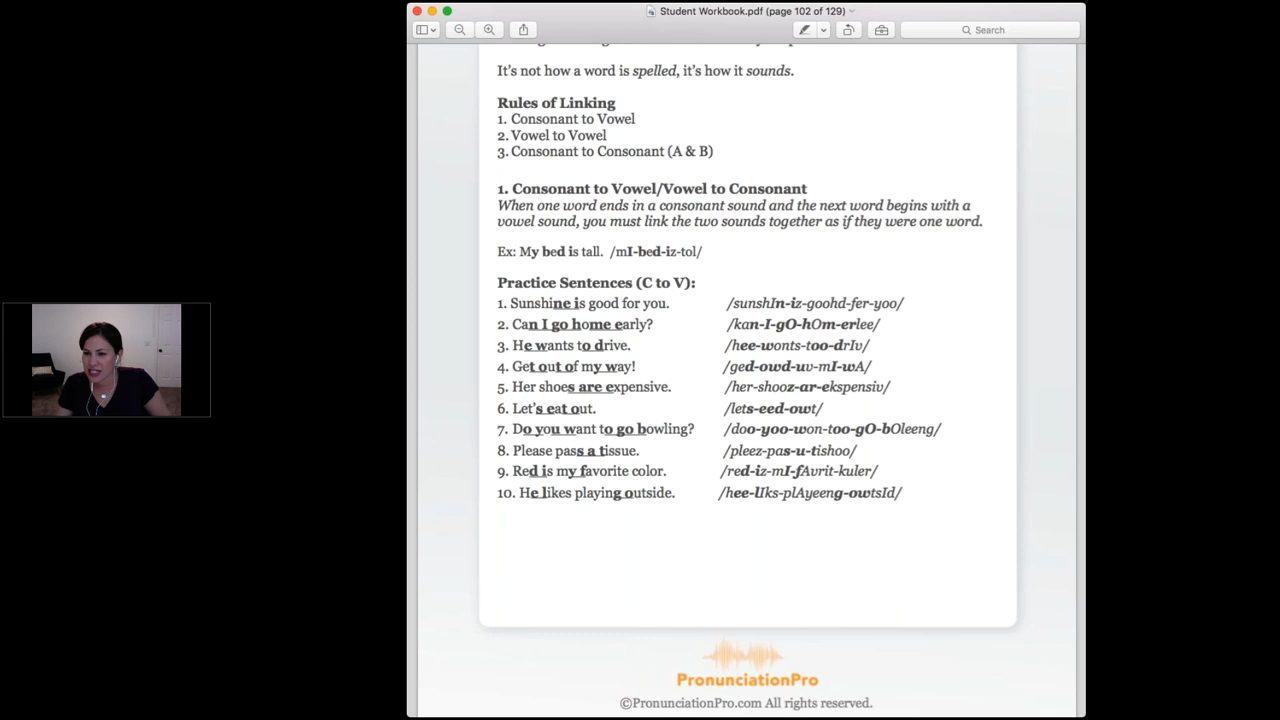 Student Workbook.pdf (page 102 of 129)
Search
It's not how a word is spelled, it's how it sounds.
Rules of Linking
1. Consonant to Vowel
2. Vowel to Vowel
3. Consonant to Consonant (A & B)
1. Consonant to Vowel/Vowel to Consonant
When one word ends in a consonant sound and the next word begins with a
vowel sound, you must link the two sounds together as if they were one word.
Ex: My bed is tall. /mI-bed-iz-tol/
Practice Sentences (C to V):
1. Sunshine is good for you. /sunshIn-iz-goohd-fer-yoo/
2. Can I go home early? /kan-I-gO-hOm-erlee/
3. He wants to drive. /hee-wonts-too-drIv/
4. Get out of my way! /ged-owd-uv-mI-wA/
5. Her shoes are expensive. /her-shooz-ar-ekspensiv/
6. Let's eat out. /lets-eed-owt/
7. Do you want to go bowling? /doo-yoo-won-too-gO-bOleeng/
8. Please pass a tissue. /pleez-pas-u-tishoo/
9. Red is my favorite color. /red-iz-mI-fAvrit-kuler/
10. He likes playing outside. /hee-lIks-plAyeeng-owtsId/
PronunciationPro
©PronunciationPro.com All rights reserved.